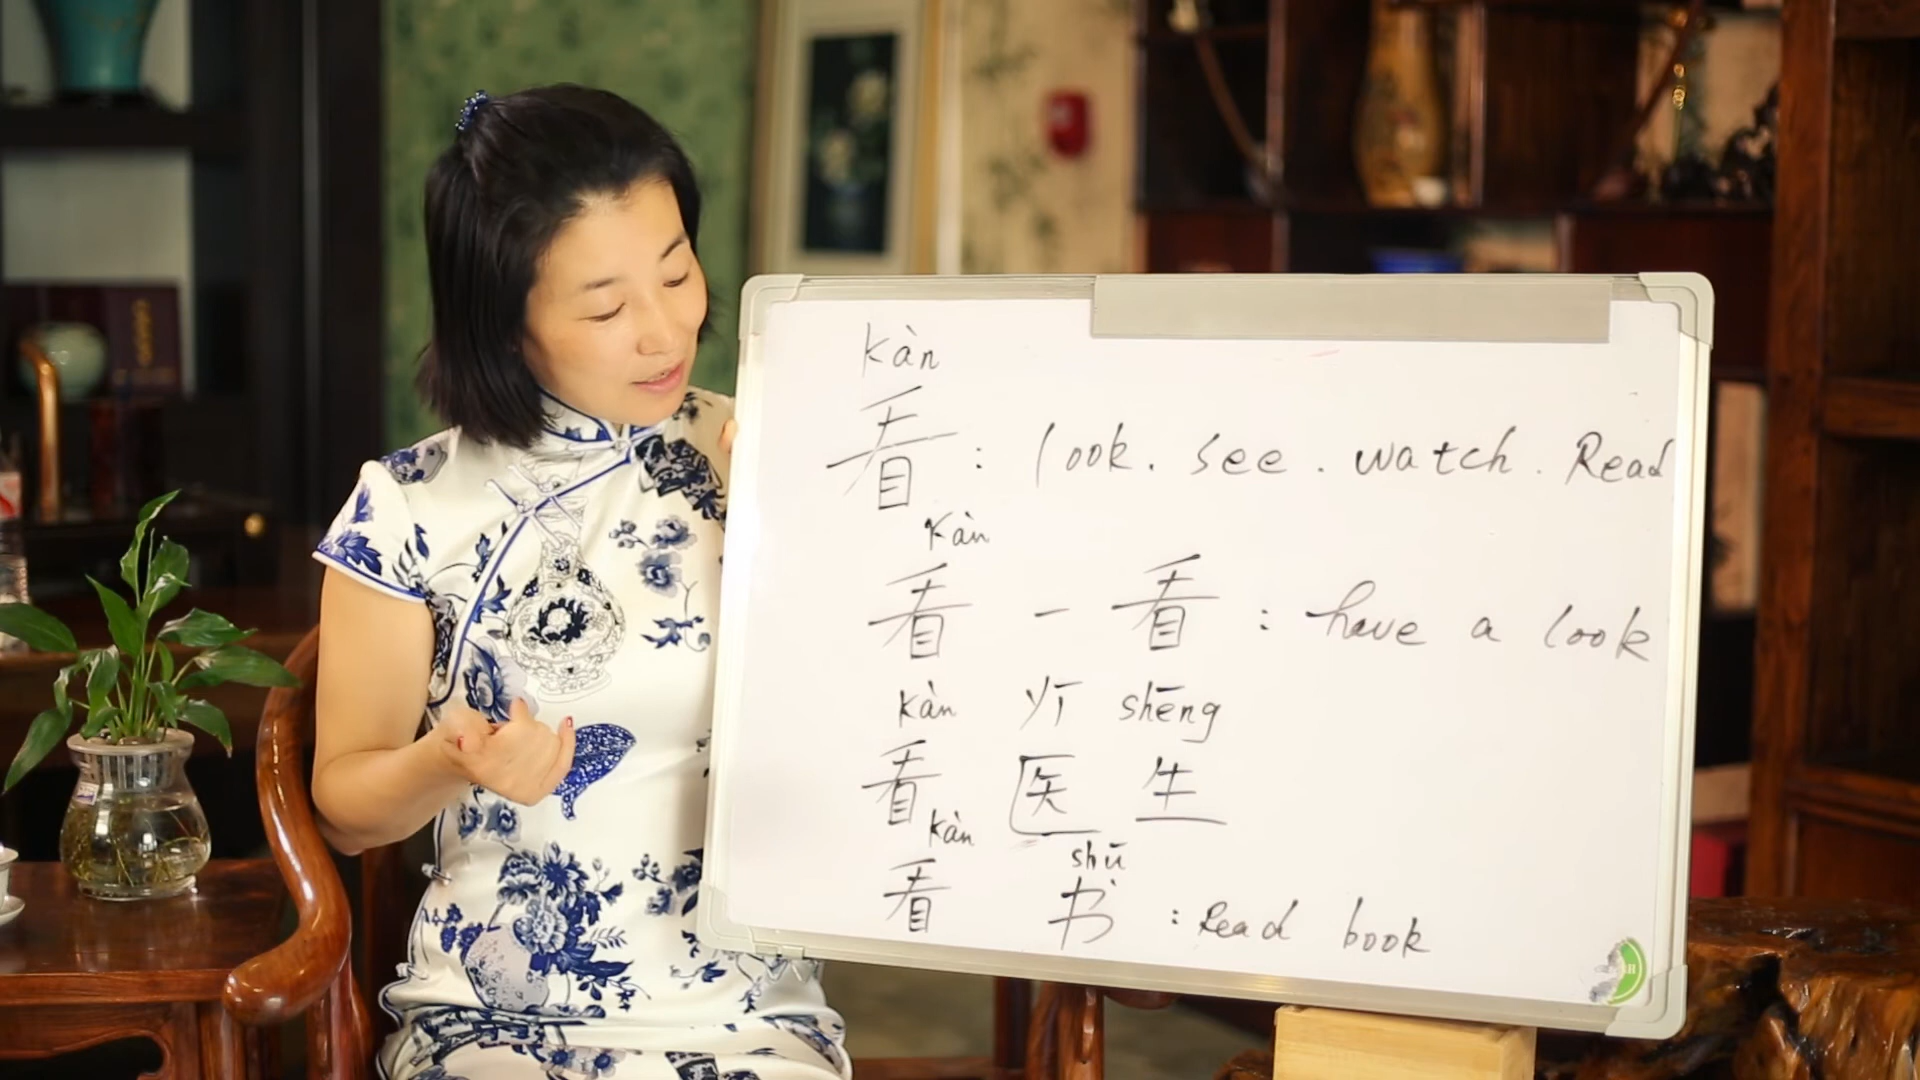 kàn
看 : look . see . watch . Read
kàn
看 一 看 : have a look
kàn yī shēng
看 医 生
kàn shū
看 书 : Read book